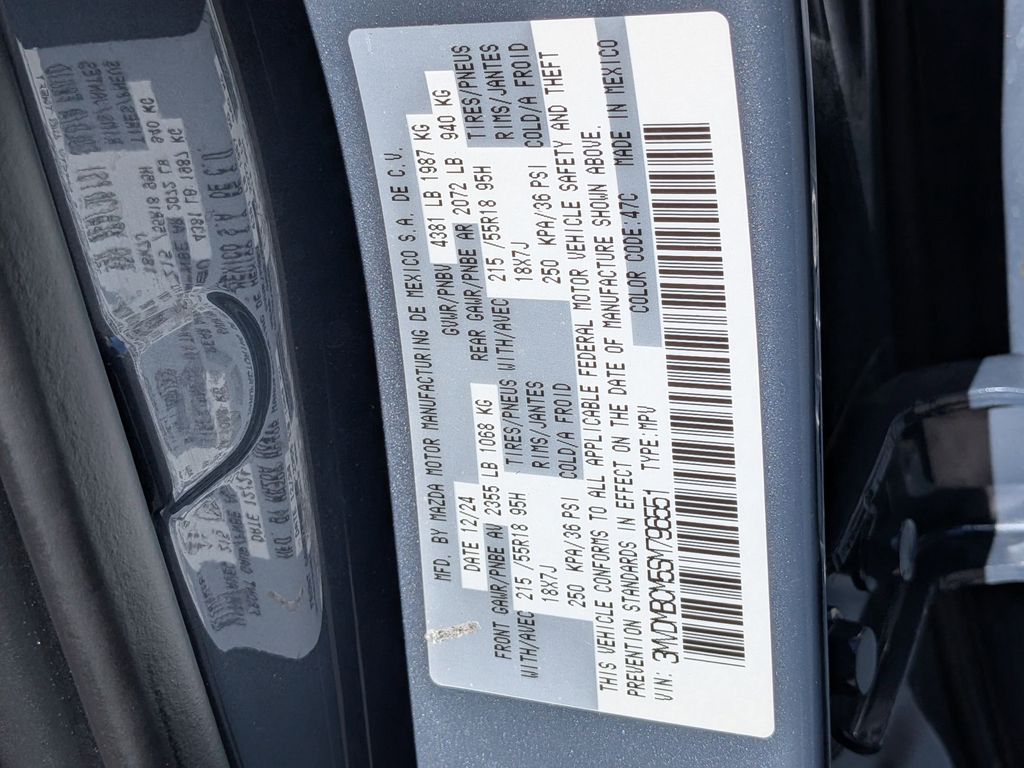 MFD. BY MAZDA MOTOR MANUFACTURING DE MEXICO S.A. DE C.V.
DATE 12/24 GVWR/PNBV 4381 LB 1987 KG
FRONT GAWR/PNBE AV 2355 LB 1068 KG REAR GAWR/PNBE AR 2072 LB 940 KG
WITH/AVEC 215 /55R18 95H TIRES/PNEUS WITH/AVEC 215 /55R18 95H TIRES/PNEUS
18X7J RIMS/JANTES 18X7J RIMS/JANTES
250 KPA/36 PSI COLD/A FROID 250 KPA/36 PSI COLD/A FROID
THIS VEHICLE CONFORMS TO ALL APPLICABLE FEDERAL MOTOR VEHICLE SAFETY AND THEFT
PREVENTION STANDARDS IN EFFECT ON THE DATE OF MANUFACTURE SHOWN ABOVE.
VIN: 3MVDMBCM5SM796651 TYPE:MPV COLOR CODE:47C MADE IN MEXICO